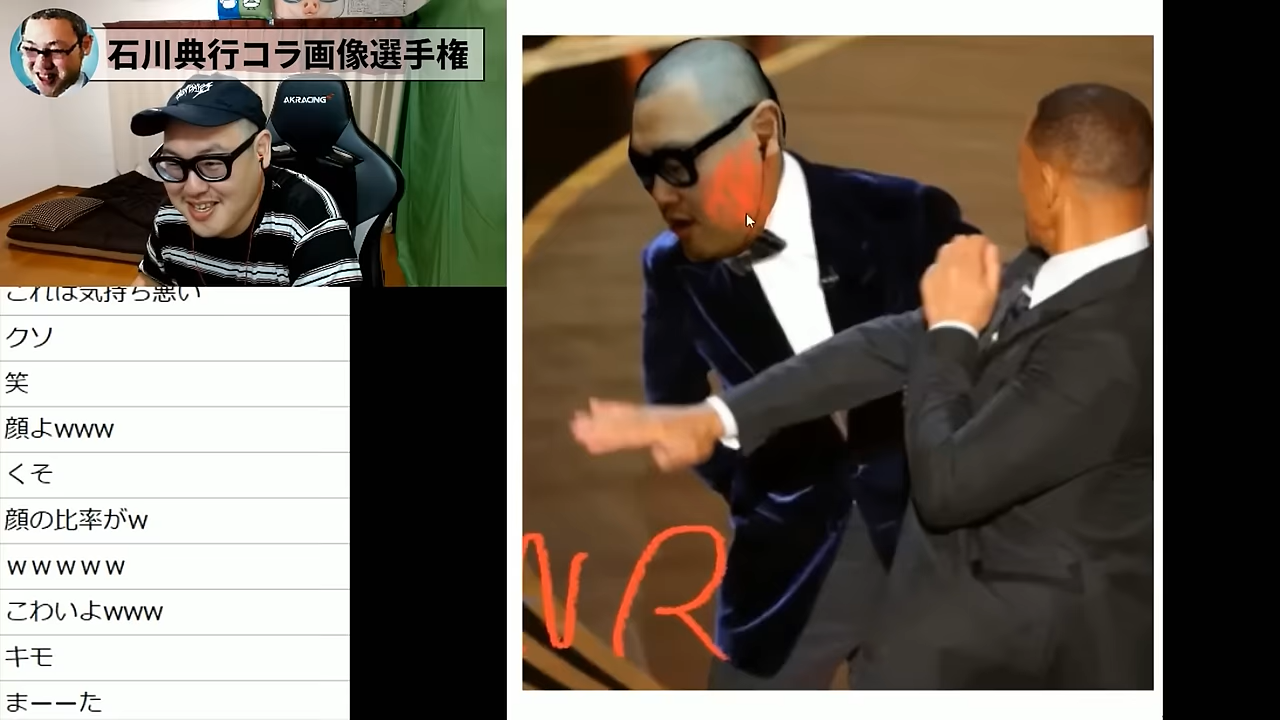 石川典行コラ画像選手権
AKRACING
これは気持ち悪い
クソ
笑
顔よwww
くそ
顔の比率がw
ｗｗｗｗｗ
こわいよwww
キモ
まーーた
NR